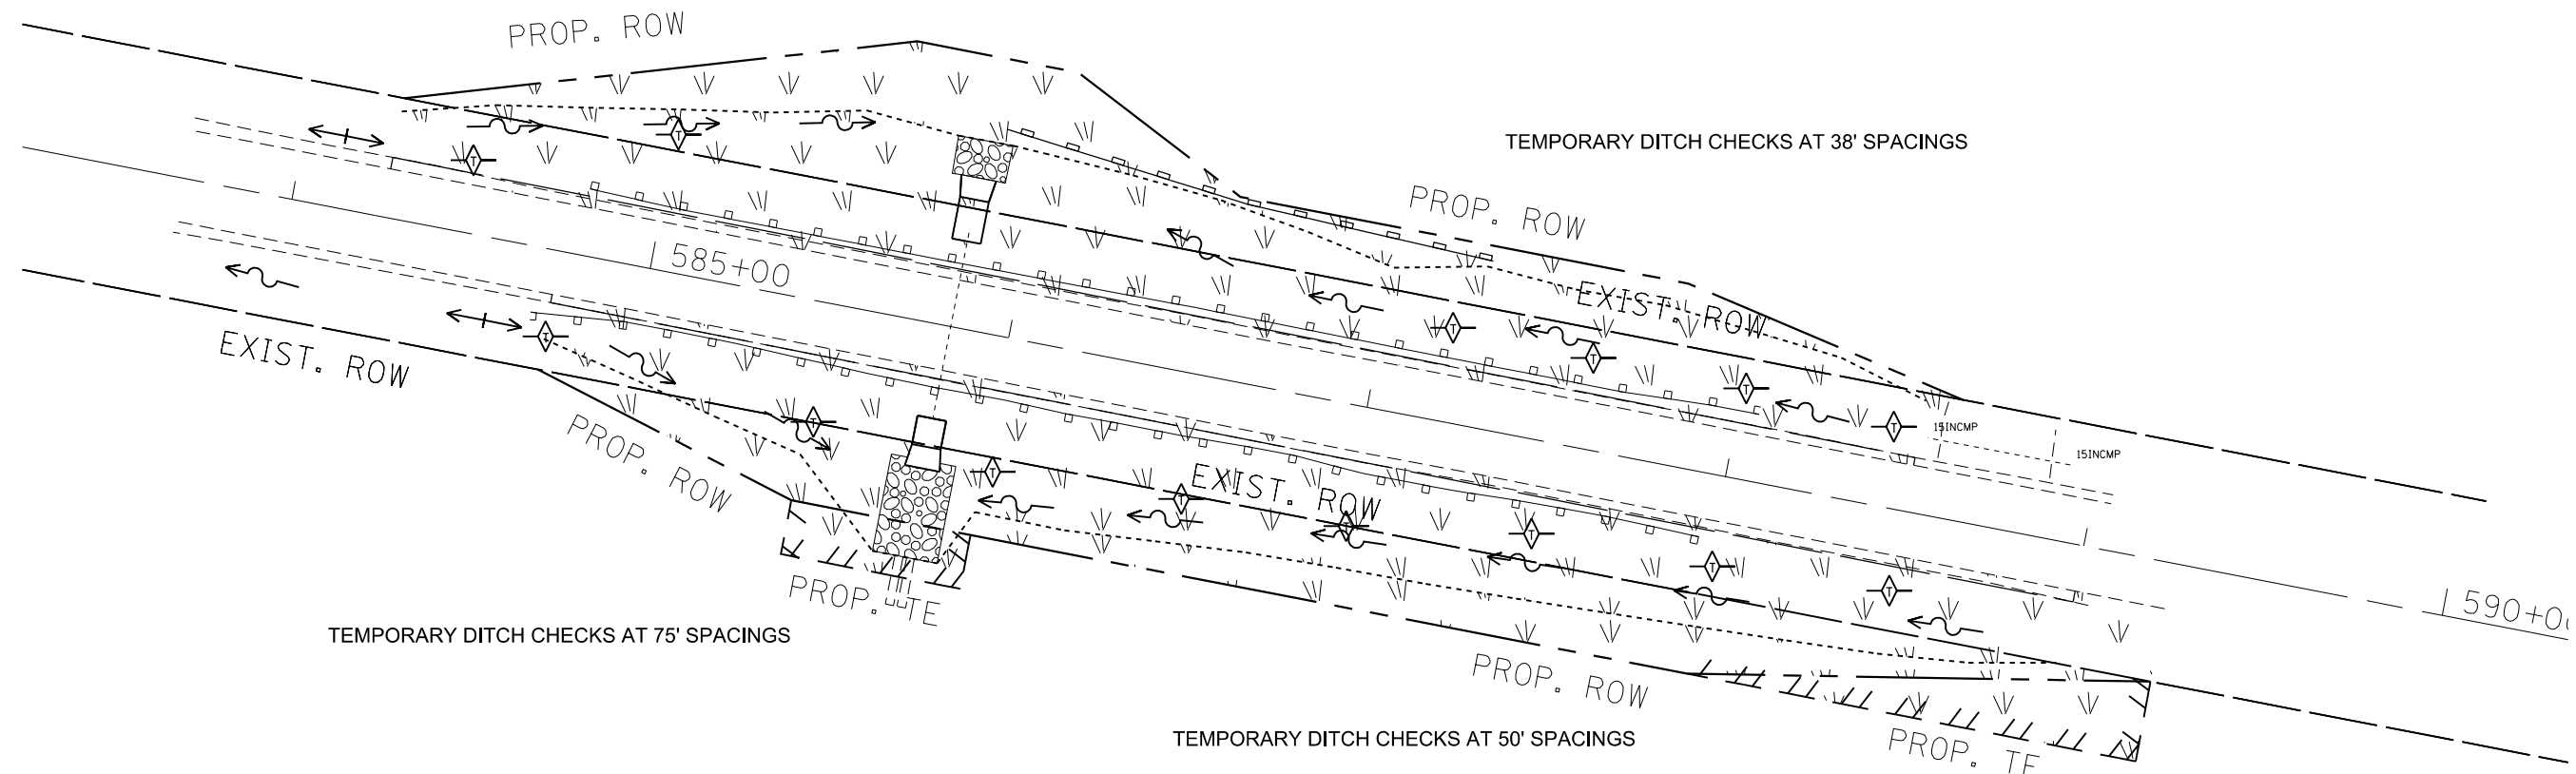 PROP. ROW
TEMPORARY DITCH CHECKS AT 38' SPACINGS
PROP. ROW
585+00
EXIST. ROW
EXIST. ROW
PROP. ROW
15INCMP
15INCMP
EXIST. ROW
PROP. TE
590+0
TEMPORARY DITCH CHECKS AT 75' SPACINGS
PROP. ROW
TEMPORARY DITCH CHECKS AT 50' SPACINGS
PROP. TE
T
T
T
T
T
T
T
T
T
T
T
T
T
T